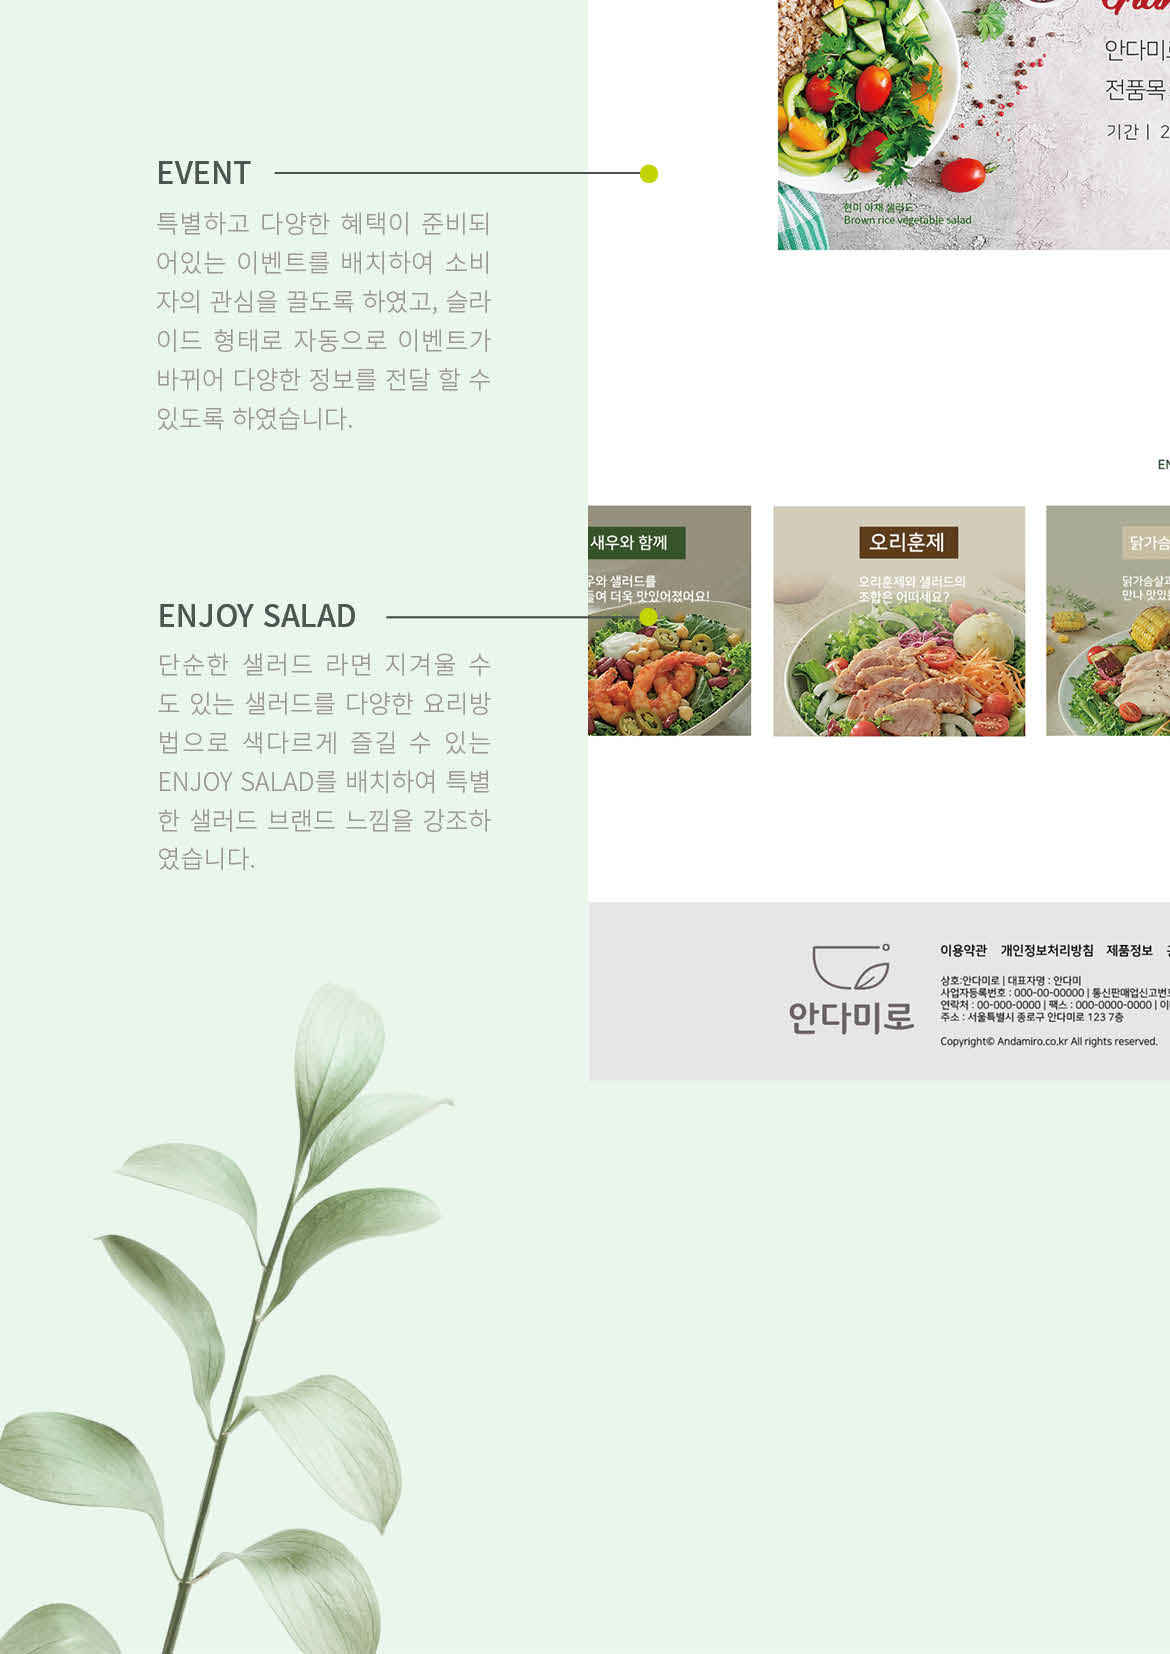 안다미로
전품목
기간 | 2
현미 야채 샐러드
Brown rice vegetable salad
EVENT
특별하고 다양한 혜택이 준비되
어있는 이벤트를 배치하여 소비
자의 관심을 끌도록 하였고, 슬라
이드 형태로 자동으로 이벤트가
바뀌어 다양한 정보를 전달 할 수
있도록 하였습니다.
새우와 함께
우와 샐러드를
들여 더욱 맛있어졌어요!
오리훈제
오리훈제와 샐러드의
조합은 어떠세요?
닭가슴
닭가슴살과
만나 맛있는
ENJOY SALAD
단순한 샐러드 라면 지겨울 수
도 있는 샐러드를 다양한 요리방
법으로 색다르게 즐길 수 있는
ENJOY SALAD를 배치하여 특별
한 샐러드 브랜드 느낌을 강조하
였습니다.
안다미로
이용약관 개인정보처리방침 제품정보
상호:안다미로 | 대표자명 : 안다미
사업자등록번호 : 000-00-00000 | 통신판매업신고번호
연락처 : 00-000-0000 | 팩스 : 000-0000-0000 | 이
주소 : 서울특별시 종로구 안다미로 123 7층
Copyright© Andamiro.co.kr All rights reserved.